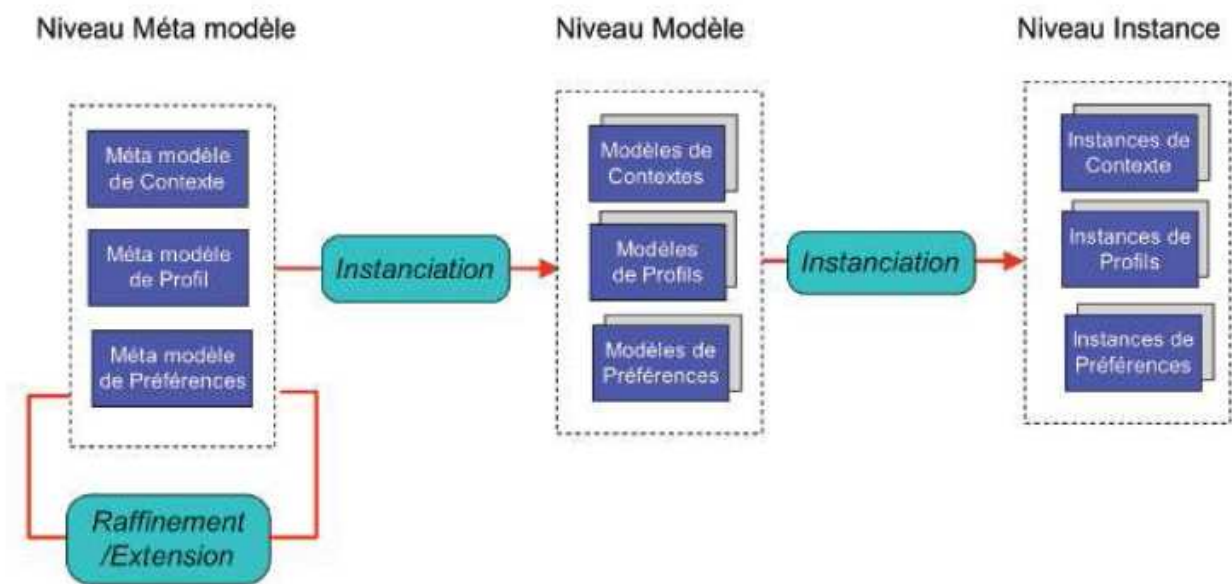 Niveau Méta modèle
Niveau Modèle
Niveau Instance
Méta modèle
de Contexte
Méta modèle
de Profil
Méta modèle
de Préférences
Instanciation
Modèles de
Contextes
Modèles
de Profils
Modèles de
Préférences
Instanciation
Instances de
Contexte
Instances de
Profils
Instances de
Préférences
Raffinement
/Extension